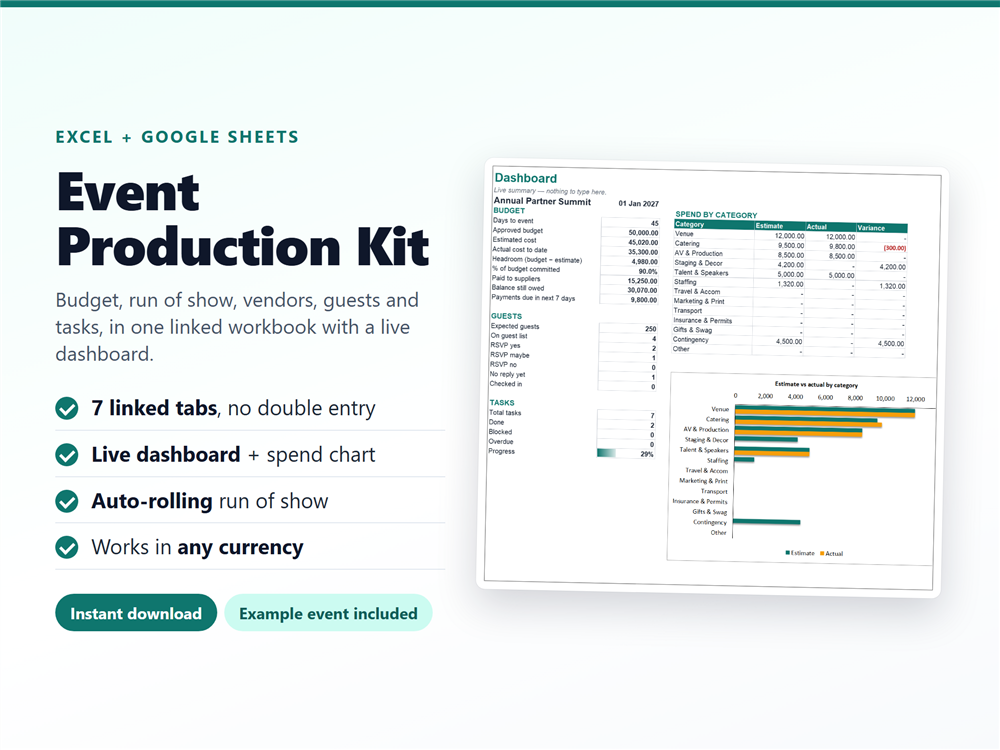 EXCEL + GOOGLE SHEETS
Event
Production Kit
Budget, run of show, vendors, guests and
tasks, in one linked workbook with a live
dashboard.
7 linked tabs, no double entry
Live dashboard + spend chart
Auto-rolling run of show
Works in any currency
Instant download
Example event included
Dashboard
Live summary — nothing to type here.
Annual Partner Summit 01 Jan 2027
BUDGET
Days to event 45
Approved budget 50,000.00
Estimated cost 45,020.00
Actual cost to date 35,300.00
Headroom (budget − estimate) 4,980.00
% of budget committed 90.0%
Paid to suppliers 15,250.00
Balance still owed 30,070.00
Payments due in next 7 days 9,800.00
GUESTS
Expected guests 250
On guest list 4
RSVP yes 2
RSVP maybe 1
RSVP no 0
No reply yet 1
Checked in 0
TASKS
Total tasks 7
Done 2
Blocked 0
Overdue 0
Progress 29%
SPEND BY CATEGORY
Category Estimate Actual Variance
Venue 12,000.00 12,000.00 -
Catering 9,500.00 9,800.00 (300.00)
AV & Production 8,500.00 8,500.00 -
Staging & Decor 4,200.00 - 4,200.00
Talent & Speakers 5,000.00 5,000.00 -
Staffing 1,320.00 - 1,320.00
Travel & Accom - - -
Marketing & Print - - -
Transport - - -
Insurance & Permits - - -
Gifts & Swag - - -
Contingency 4,500.00 - 4,500.00
Other - - -
Estimate vs actual by category
0 2,000 4,000 6,000 8,000 10,000 12,000
Venue
Catering
AV & Production
Staging & Decor
Talent & Speakers
Staffing
Travel & Accom
Marketing & Print
Transport
Insurance & Permits
Gifts & Swag
Contingency
Other
Estimate Actual